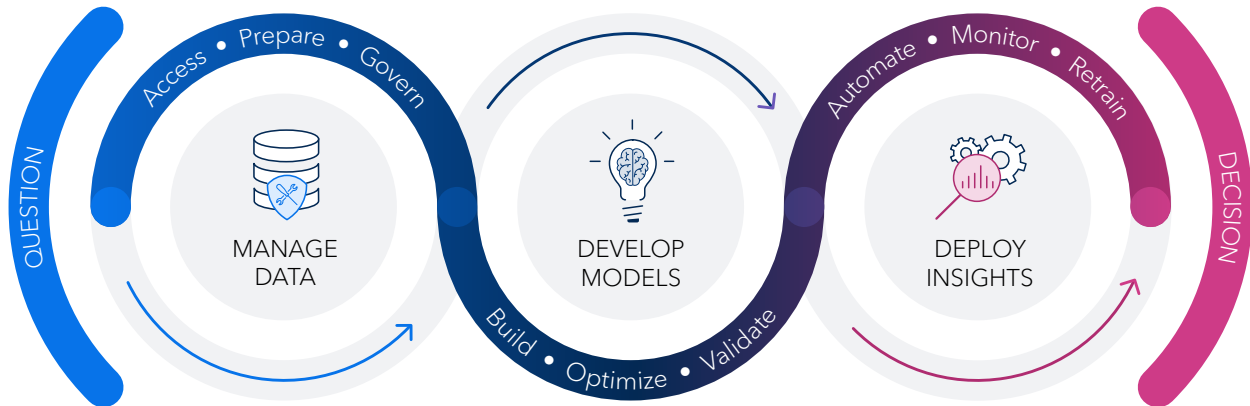 QUESTION
Access • Prepare • Govern
MANAGE
DATA
Build • Optimize • Validate
DEVELOP
MODELS
Automate • Monitor • Retrain
DEPLOY
INSIGHTS
DECISION